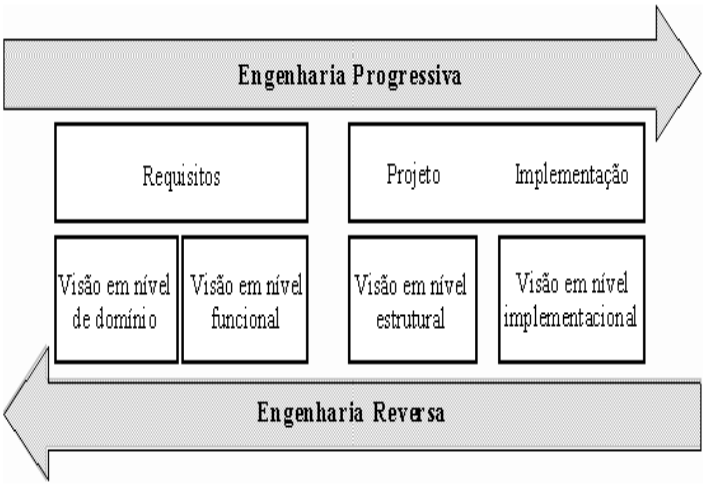 Engenharia Progressiva
Requisitos
Projeto
Implementação
Visão em nível
de domínio
Visão em nível
funcional
Visão em nível
estrutural
Visão em nível
implementacional
Engenharia Reversa